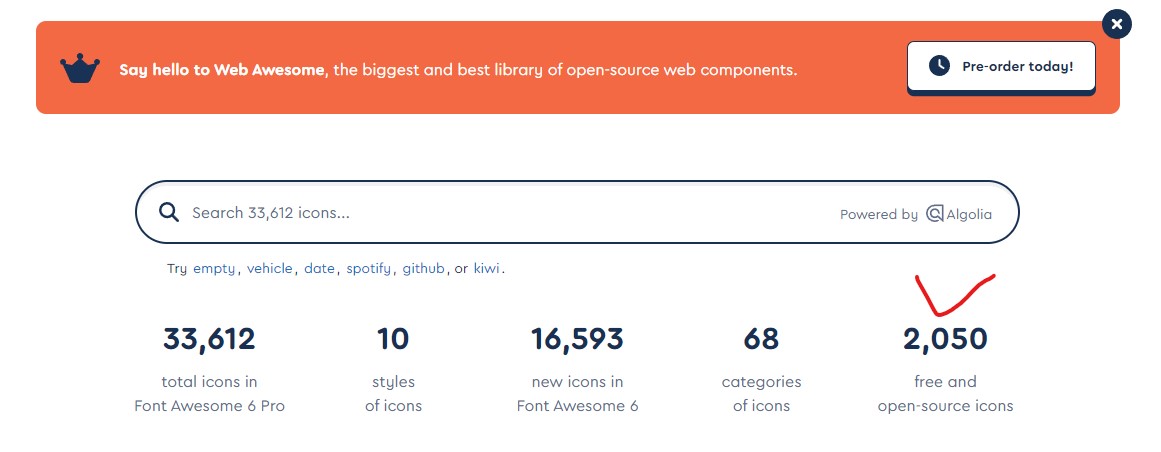 Say hello to Web Awesome, the biggest and best library of open-source web components.
Pre-order today!
Search 33,612 icons...
Powered by Algolia
Try empty, vehicle, date, spotify, github, or kiwi.
33,612
total icons in
Font Awesome 6 Pro
10
styles
of icons
16,593
new icons in
Font Awesome 6
68
categories
of icons
2,050
free and
open-source icons